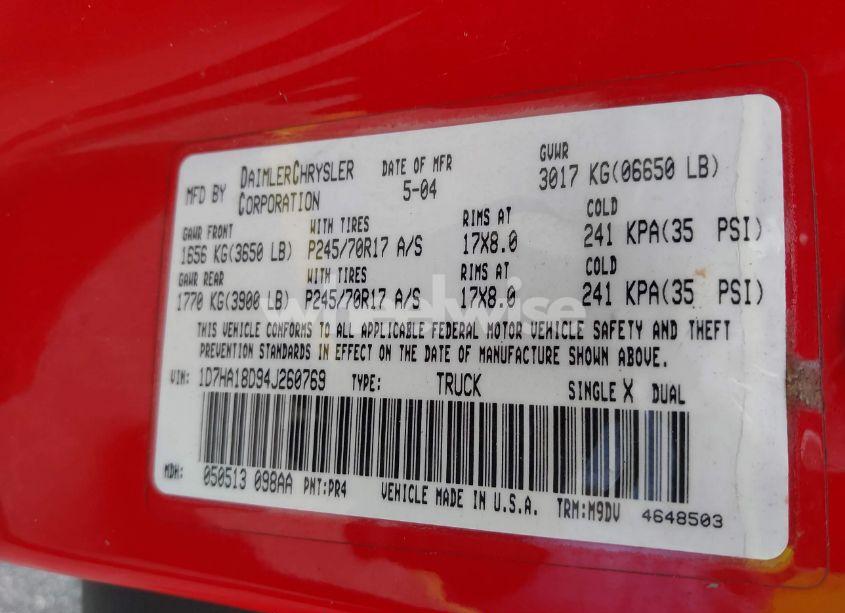 MFD BY DAIMLERCHRYSLER CORPORATION DATE OF MFR 5-04 GVWR 3017 KG(06650 LB)
GAWR FRONT WITH TIRES RIMS AT COLD
1656 KG(3650 LB) P245/70R17 A/S 17X8.0 241 KPA(35 PSI)
GAWR REAR WITH TIRES RIMS AT COLD
1770 KG(3900 LB) P245/70R17 A/S 17X8.0 241 KPA(35 PSI)
wheelwise
THIS VEHICLE CONFORMS TO ALL APPLICABLE FEDERAL MOTOR VEHICLE SAFETY AND THEFT
PREVENTION STANDARDS IN EFFECT ON THE DATE OF MANUFACTURE SHOWN ABOVE.
VIN: 1D7HA18D94J260769 TYPE: TRUCK SINGLE X DUAL
MDH: 050513 098AA PNT:PR4 VEHICLE MADE IN U.S.A. TRM:M9DV 4648503